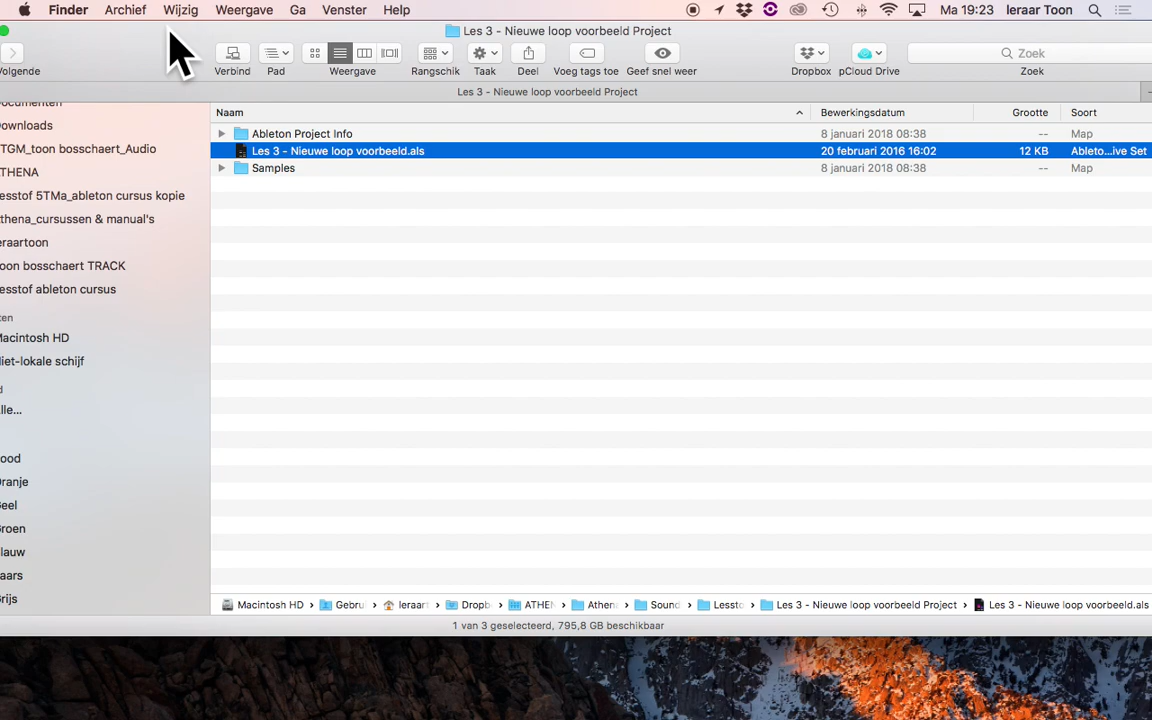 Finder Archief Wijzig Weergave Ga Venster Help Ma 19:23 leraar Toon
Les 3 - Nieuwe loop voorbeeld Project
Volgende Verbind Pad Weergave Rangschik Taak Deel Voeg tags toe Geef snel weer Dropbox pCloud Drive Zoek
Zoek
Les 3 - Nieuwe loop voorbeeld Project
Naam Bewerkingsdatum Grootte Soort
Ableton Project Info 8 januari 2018 08:38 -- Map
Les 3 - Nieuwe loop voorbeeld.als 20 februari 2016 16:02 12 KB Ableto...ive Set
Samples 8 januari 2018 08:38 -- Map
ocumenten
ownloads
TGM_toon bosschaert_Audio
THENA
esstof 5TMa_ableton cursus kopie
thena_cursussen & manual's
eraartoon
oon bosschaert TRACK
esstof ableton cursus
ten
Macintosh HD
iet-lokale schijf
d
lle...
ood
ranje
eel
roen
lauw
aars
rijs
Macintosh HD › Gebru › leraar › Dropb › ATHEN › Athen › Sound › Lessto › Les 3 - Nieuwe loop voorbeeld Project › Les 3 - Nieuwe loop voorbeeld.als
1 van 3 geselecteerd, 795,8 GB beschikbaar